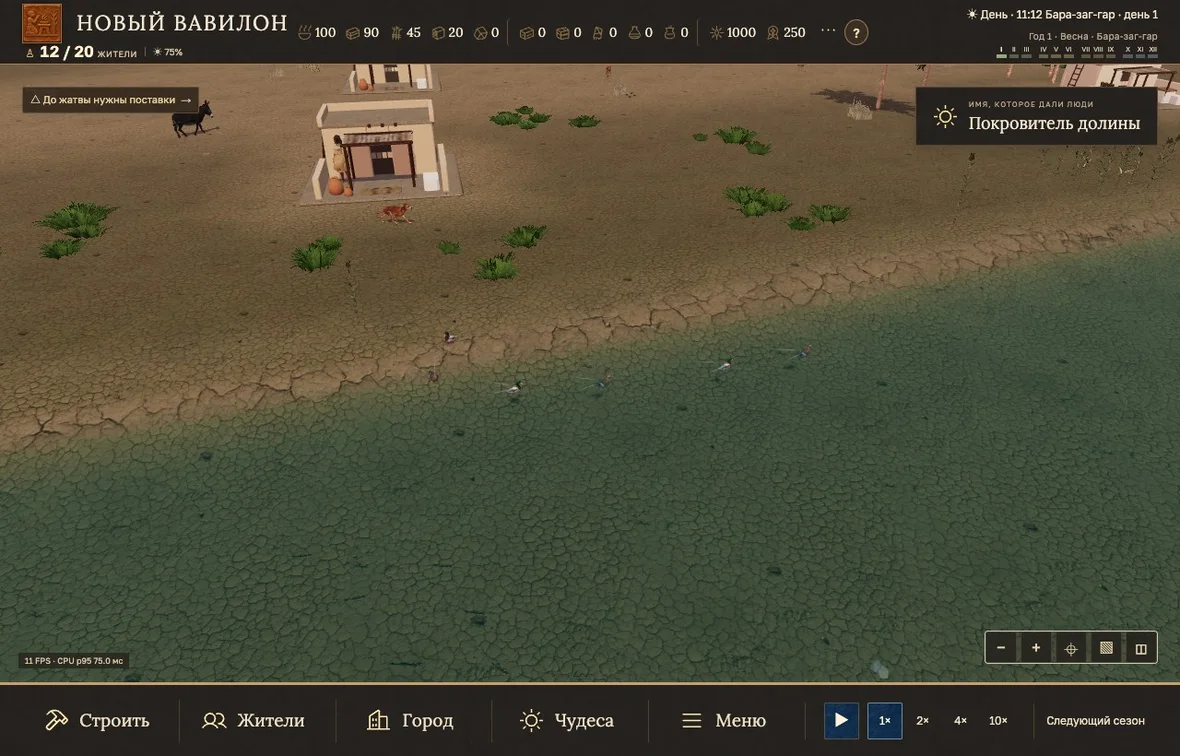 НОВЫЙ ВАВИЛОН
12 / 20 ЖИТЕЛИ 75%
100 90 45 20 0 0 0 0 0 0 1000 250 ... ?
День · 11:12 Бара-заг-гар · день 1
Год 1 · Весна · Бара-заг-гар
I II III IV V VI VII VIII IX X XI XII
До жатвы нужны поставки →
ИМЯ, КОТОРОЕ ДАЛИ ЛЮДИ
Покровитель долины
11 FPS · CPU p95 75.0 мс
− +
Строить Жители Город Чудеса Меню 1× 2× 4× 10× Следующий сезон